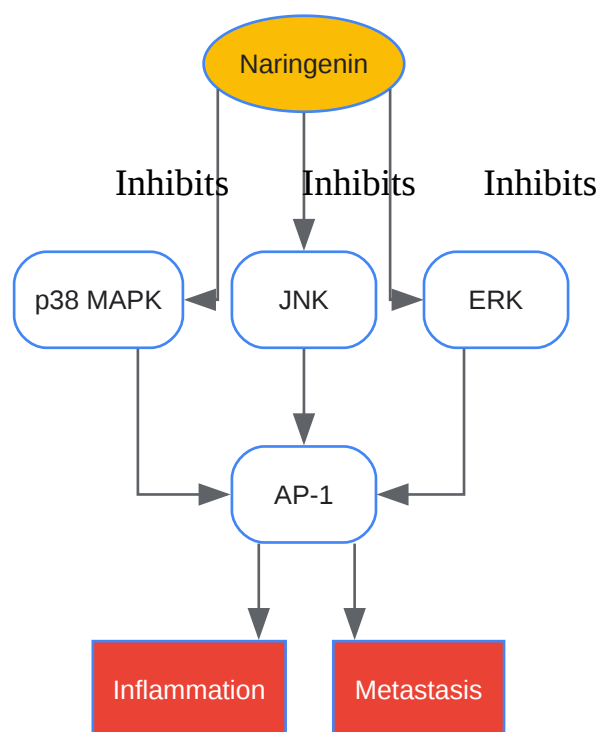 Naringenin
Inhibits Inhibits Inhibits
p38 MAPK JNK ERK
AP-1
Inflammation Metastasis